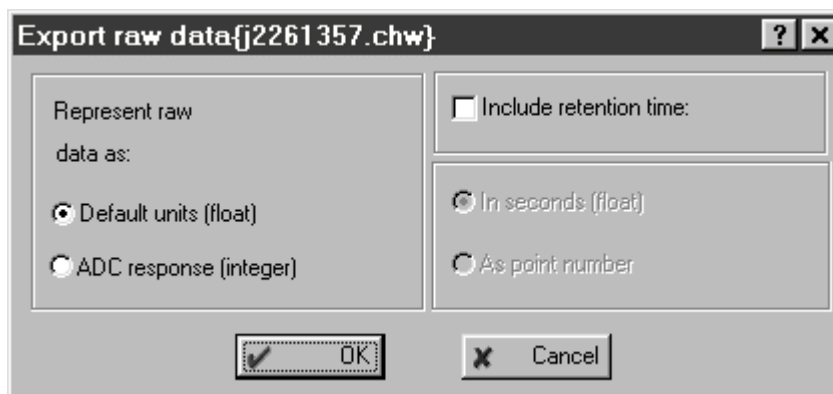 Export raw data{j2261357.chw}
Represent raw
data as:
Default units (float)
ADC response (integer)
Include retention time:
In seconds (float)
As point number
OK
Cancel